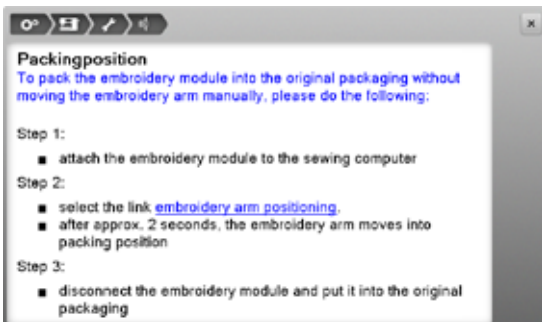 Packingposition
To pack the embroidery module into the original packaging without
moving the embroidery arm manually, please do the following:
Step 1:
attach the embroidery module to the sewing computer
Step 2:
select the link embroidery arm positioning.
after approx. 2 seconds, the embroidery arm moves into
packing position
Step 3:
disconnect the embroidery module and put it into the original
packaging